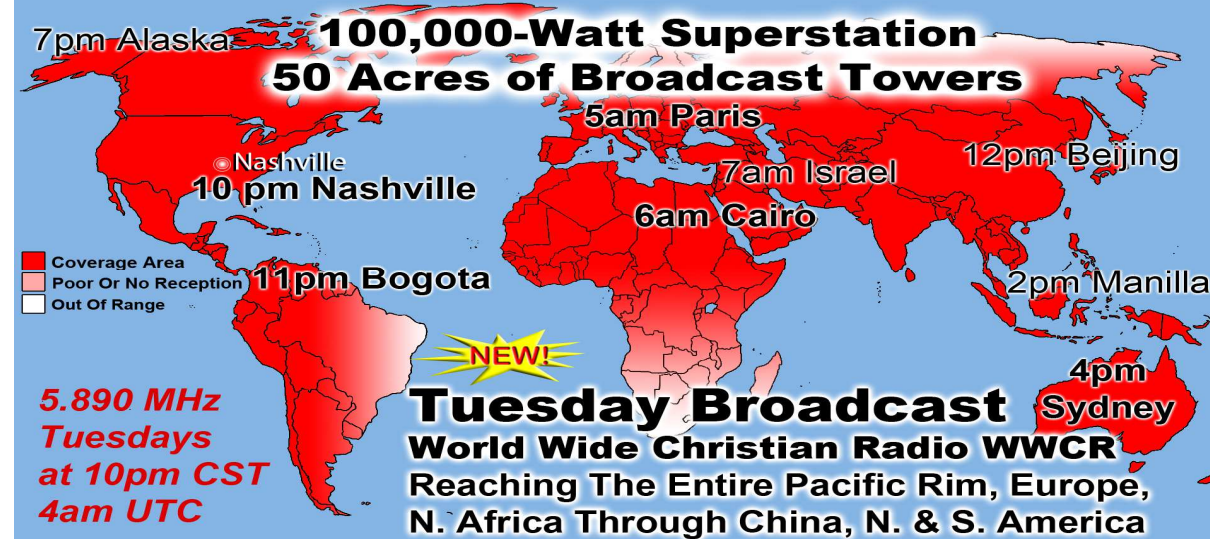 7pm Alaska
100,000-Watt Superstation
50 Acres of Broadcast Towers
5am Paris
12pm Beijing
Nashville
7am Israel
10 pm Nashville
6am Cairo
Coverage Area
Poor Or No Reception
Out Of Range
11pm Bogota
2pm Manilla
NEW!
4pm
Sydney
5.890 MHz
Tuesdays
at 10pm CST
4am UTC
Tuesday Broadcast
World Wide Christian Radio WWCR
Reaching The Entire Pacific Rim, Europe,
N. Africa Through China, N. & S. America